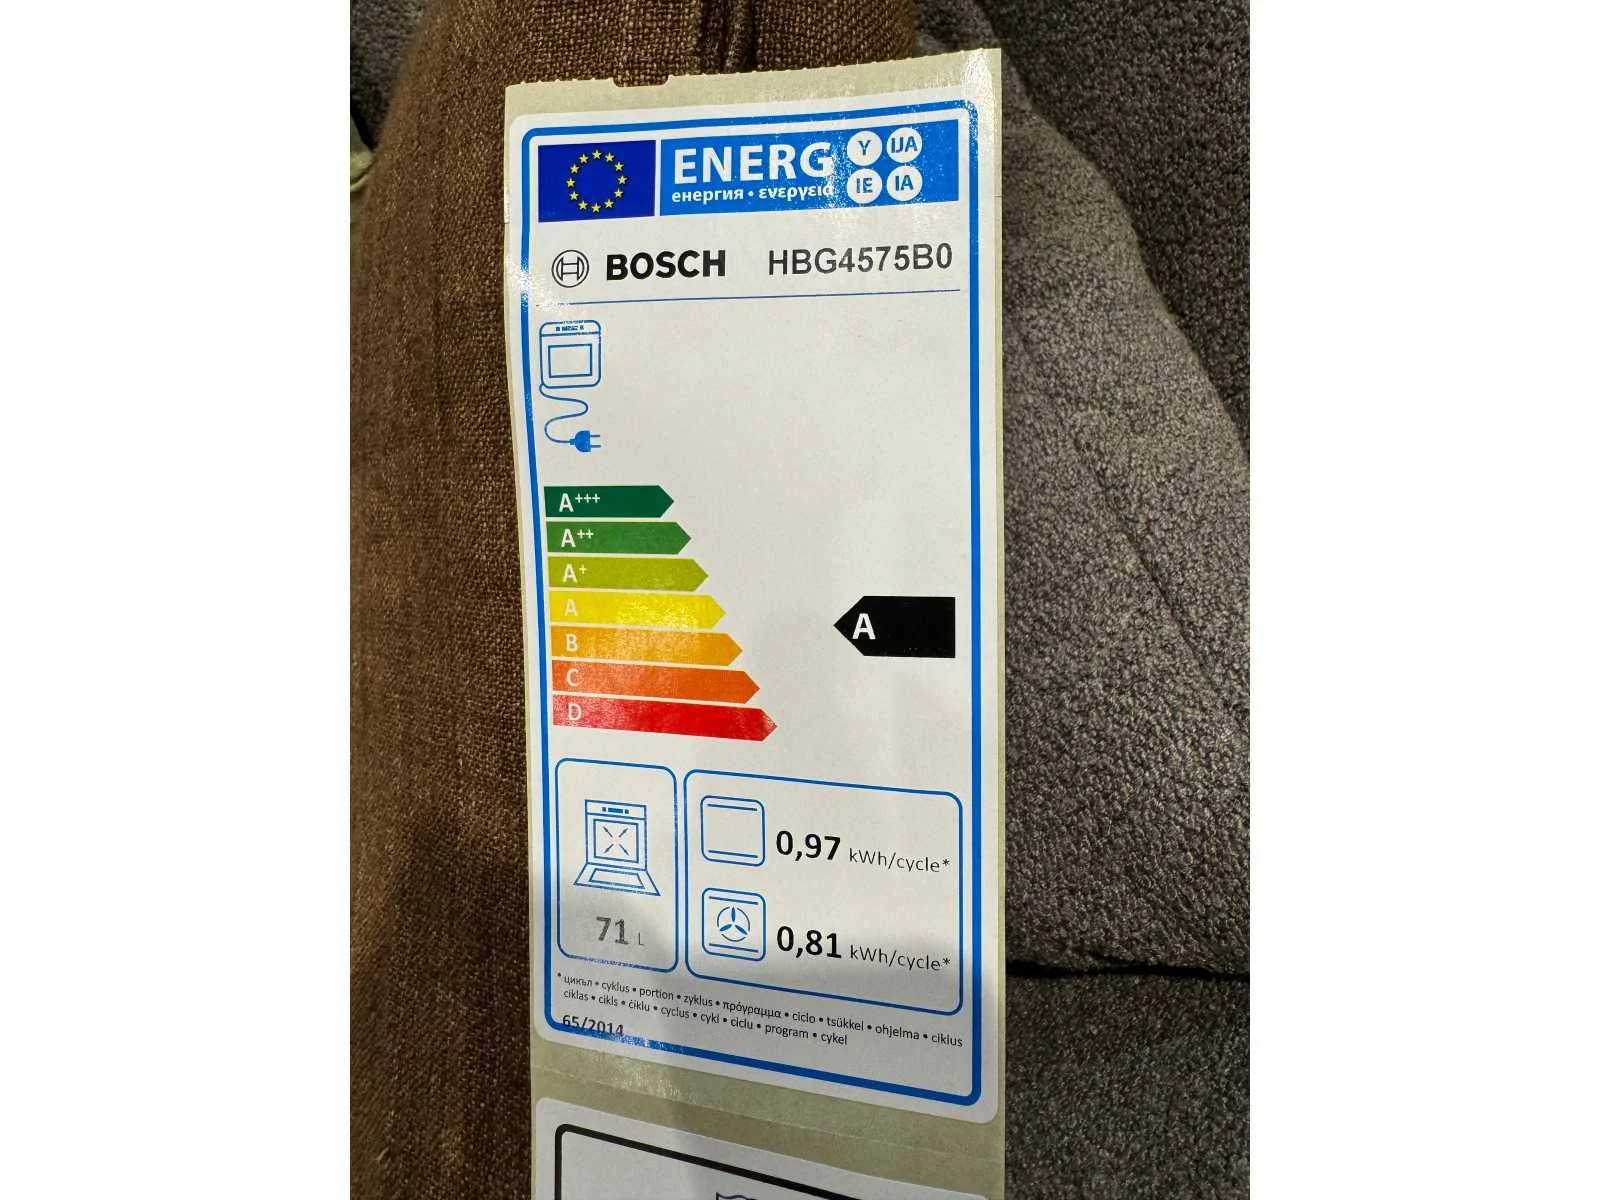 ENERG Y IJA
енергия • ενεργεια IE IA
BOSCH HBG4575B0
A+++
A++
A+
A
B
C
D
A
0,97 kWh/cycle*
71 L
0,81 kWh/cycle*
* цикъл • cyklus • portion • zyklus • πρόγραμμα • ciclo • tsükkel • ohjelma • ciklus
ciklas • cikls • ċiklu • cyclus • cykl • ciclu • program • cykel
65/2014